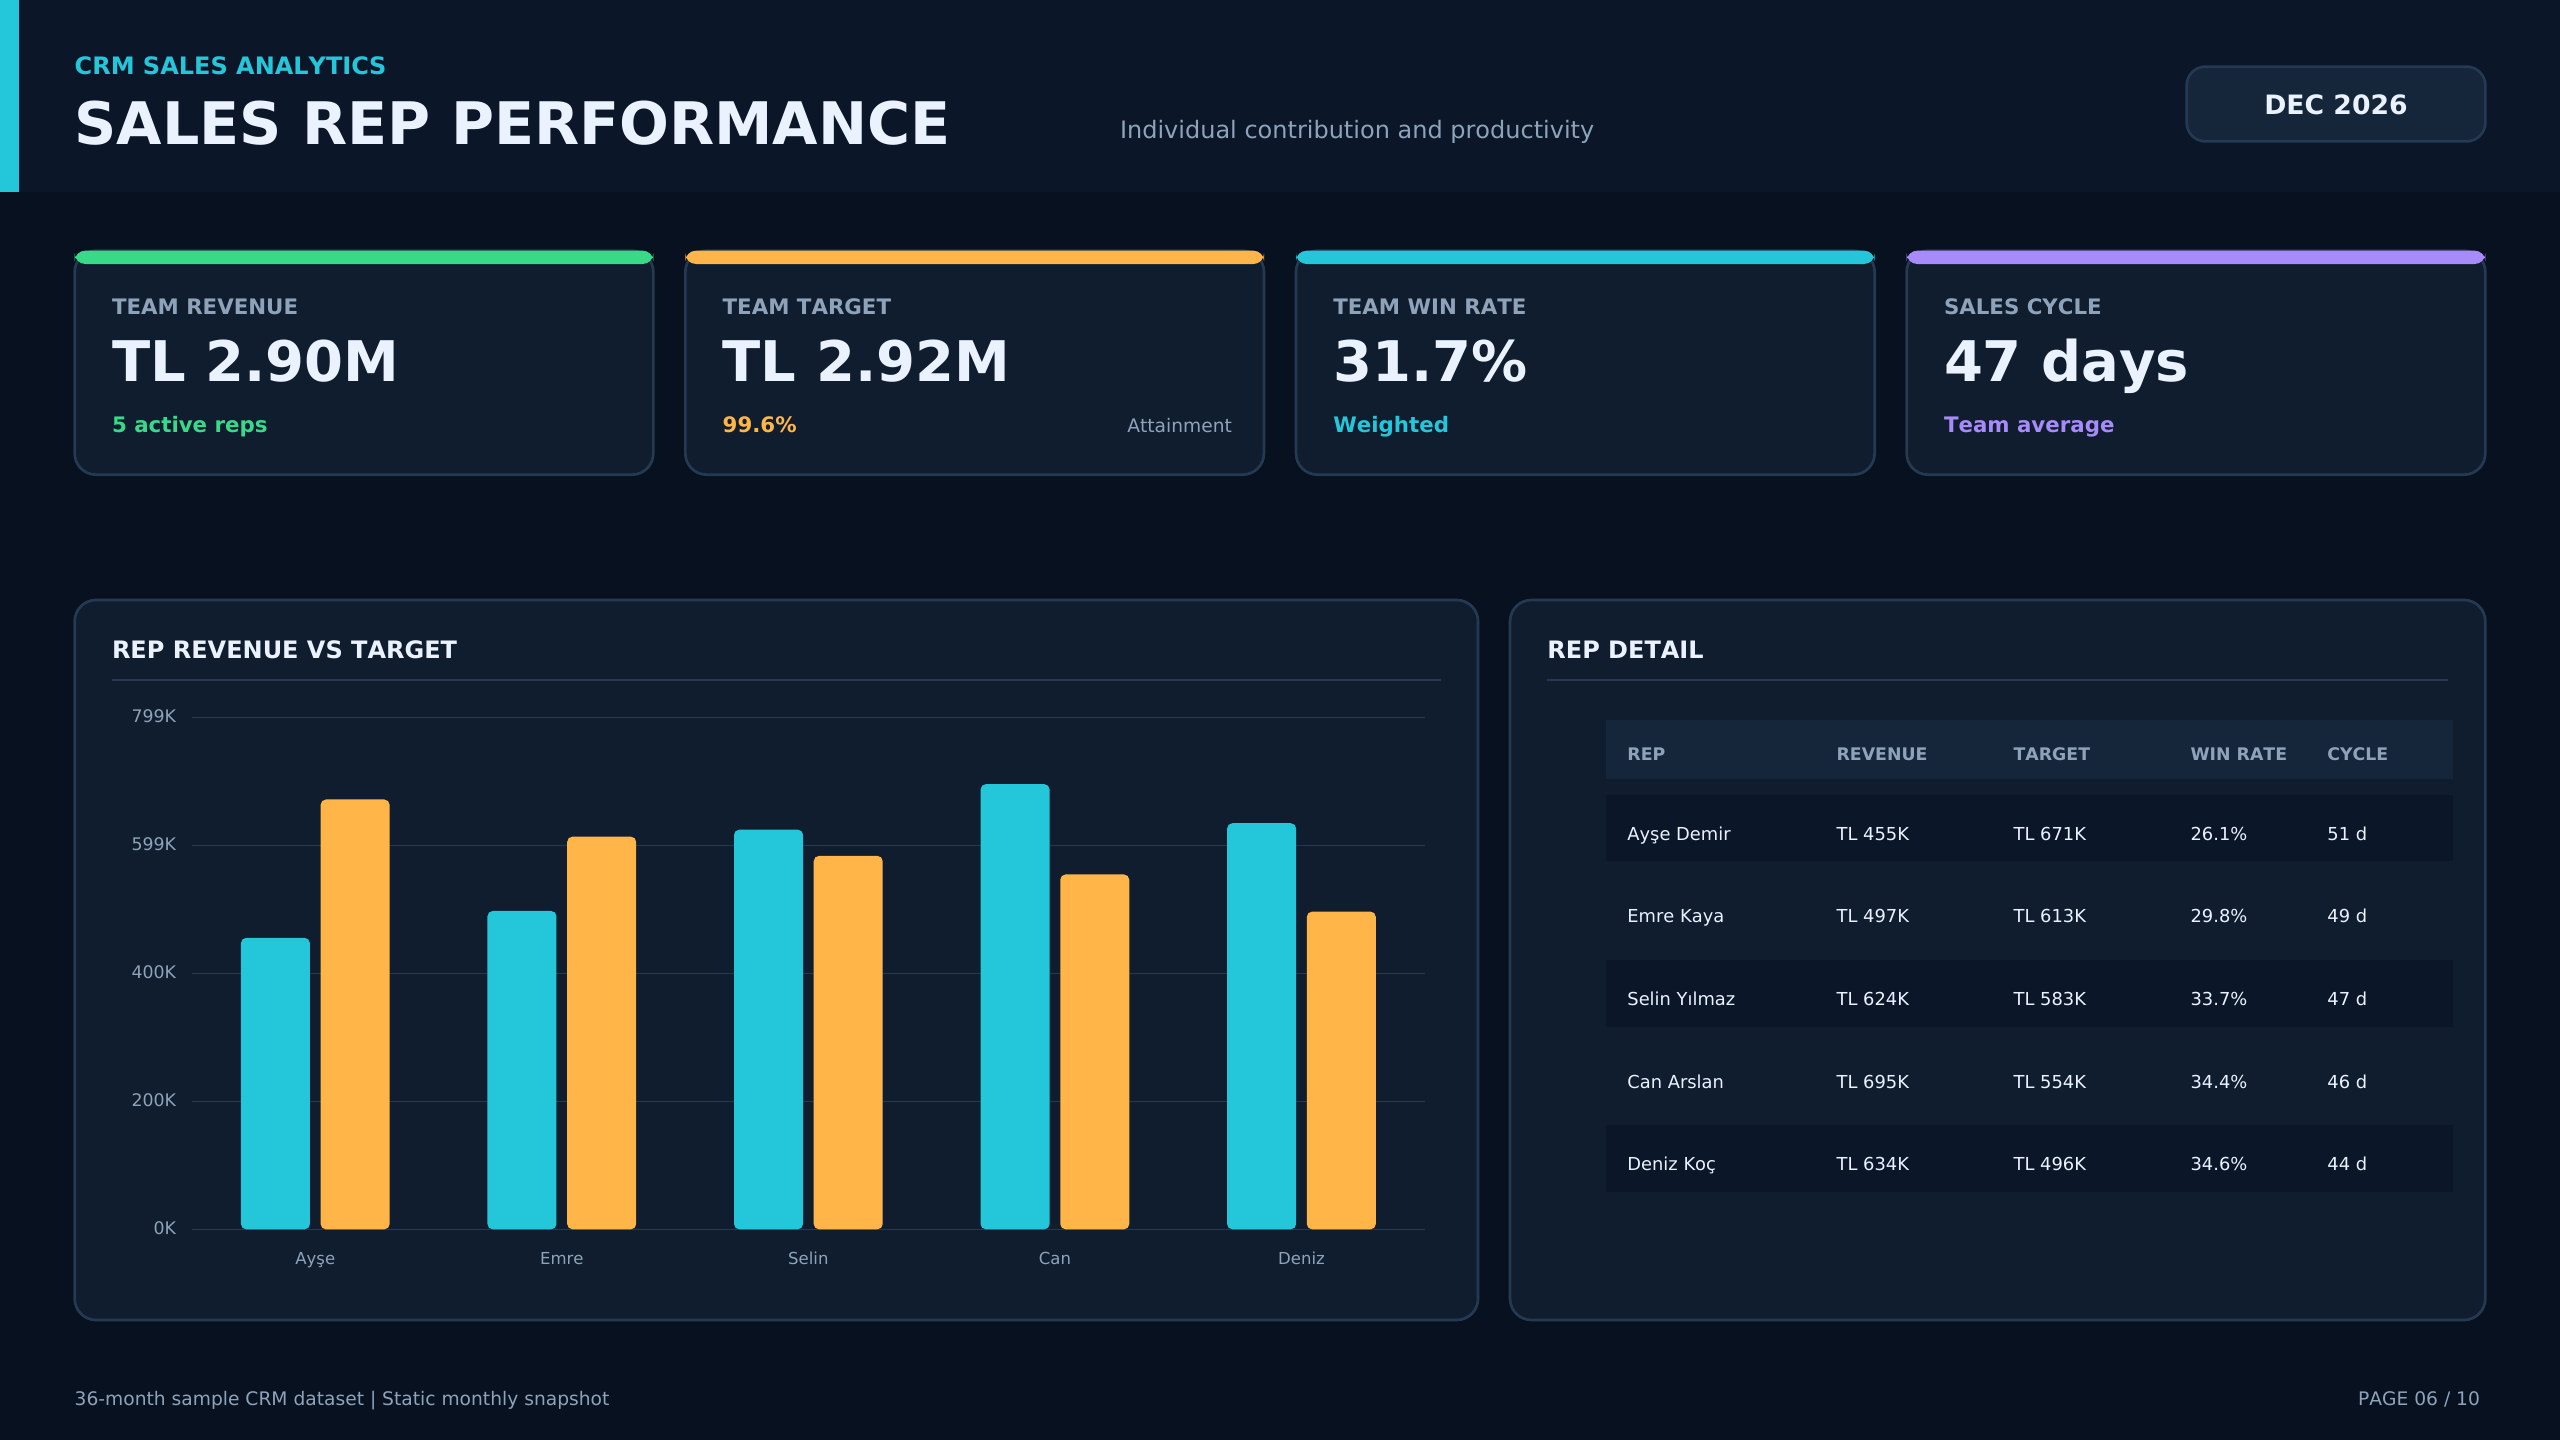 CRM SALES ANALYTICS
SALES REP PERFORMANCE
Individual contribution and productivity
DEC 2026
TEAM REVENUE
TL 2.90M
5 active reps
TEAM TARGET
TL 2.92M
99.6% Attainment
TEAM WIN RATE
31.7%
Weighted
SALES CYCLE
47 days
Team average
REP REVENUE VS TARGET
799K
599K
400K
200K
0K
Ayşe Emre Selin Can Deniz
REP DETAIL
REP REVENUE TARGET WIN RATE CYCLE
Ayşe Demir TL 455K TL 671K 26.1% 51 d
Emre Kaya TL 497K TL 613K 29.8% 49 d
Selin Yılmaz TL 624K TL 583K 33.7% 47 d
Can Arslan TL 695K TL 554K 34.4% 46 d
Deniz Koç TL 634K TL 496K 34.6% 44 d
36-month sample CRM dataset | Static monthly snapshot
PAGE 06 / 10